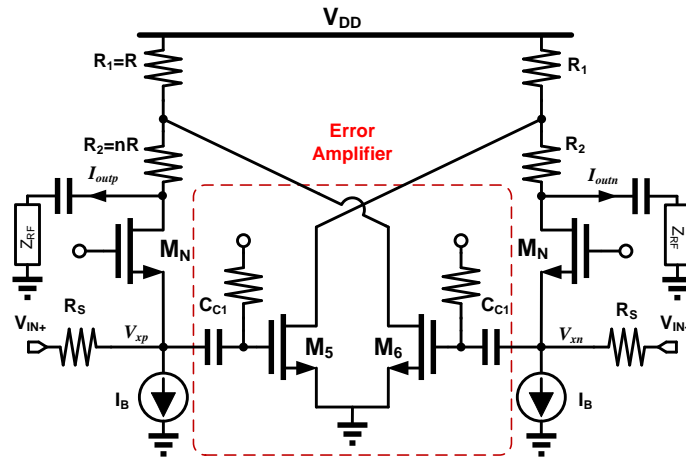 VDD
R1=R
R1
R2=nR
Error
Amplifier
R2
Ioutp
Ioutn
ZRF
ZRF
MN
MN
CC1
CC1
VIN+
RS
Vxp
M5
M6
Vxn
RS
VIN-
IB
IB